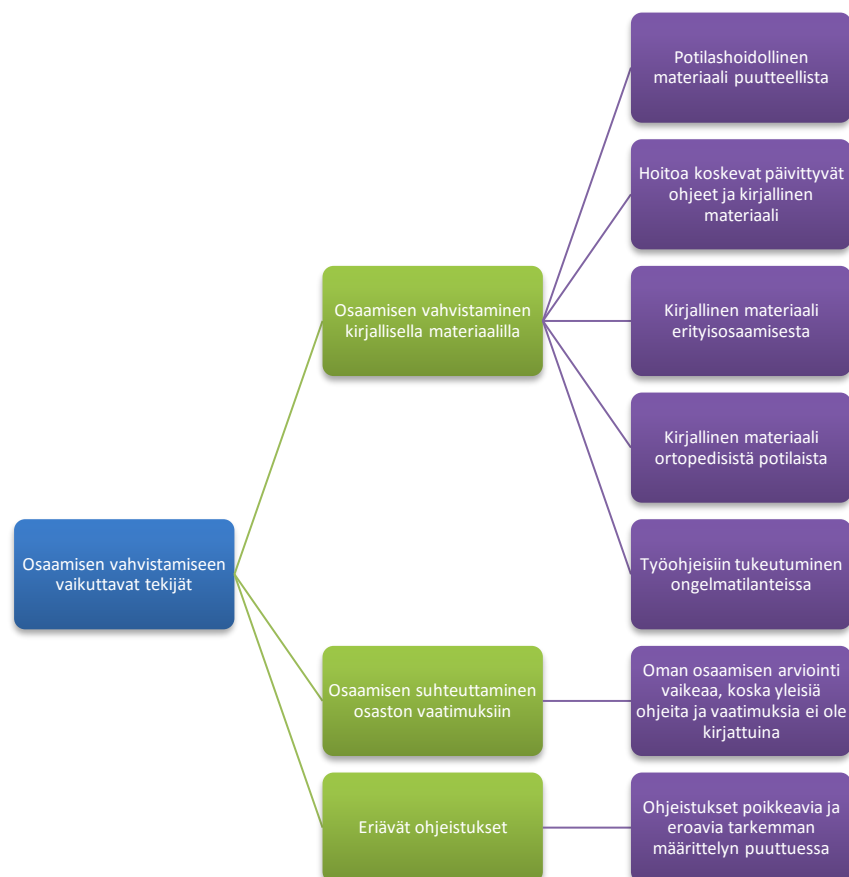 Osaamisen vahvistamiseen
vaikuttavat tekijät
Osaamisen vahvistaminen
kirjallisella materiaalilla
Potilashoidollinen
materiaali puutteellista
Hoitoa koskevat päivittyvät
ohjeet ja kirjallinen
materiaali
Kirjallinen materiaali
erityisosaamisesta
Kirjallinen materiaali
ortopedisistä potilaista
Työohjeisiin tukeutuminen
ongelmatilanteissa
Osaamisen suhteuttaminen
osaston vaatimuksiin
Oman osaamisen arviointi
vaikeaa, koska yleisiä
ohjeita ja vaatimuksia ei ole
kirjattuina
Eriävät ohjeistukset
Ohjeistukset poikkeavia ja
eroavia tarkemman
määrittelyn puuttuessa